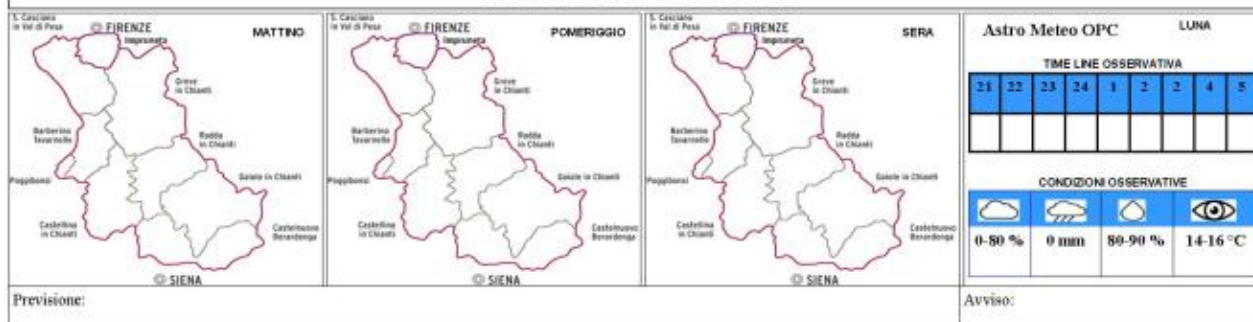 S. Casciano
in Val di Pesa
FIRENZE
MATTINO
Impruneta
Greve
in Chianti
Barberino
Tavarnelle
Radda
in Chianti
Poggibonsi
Gaiole in Chianti
Castellina
in Chianti
Castelnuovo
Berardenga
SIENA
S. Casciano
in Val di Pesa
FIRENZE
POMERIGGIO
Impruneta
Greve
in Chianti
Barberino
Tavarnelle
Radda
in Chianti
Poggibonsi
Gaiole in Chianti
Castellina
in Chianti
Castelnuovo
Berardenga
SIENA
S. Casciano
in Val di Pesa
FIRENZE
SERA
Impruneta
Greve
in Chianti
Barberino
Tavarnelle
Radda
in Chianti
Poggibonsi
Gaiole in Chianti
Castellina
in Chianti
Castelnuovo
Berardenga
SIENA
Astro Meteo OPC LUNA
TIME LINE OSSERVATIVA
21 22 23 24 1 2 2 4 5
CONDIZIONI OSSERVATIVE
0-80 % 0 mm 80-90 % 14-16 °C
Previsione:
Avviso: